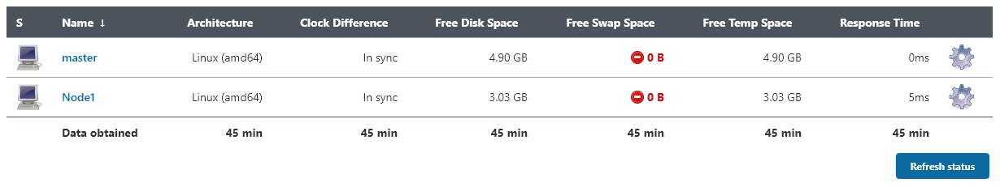 S Name ↓ Architecture Clock Difference Free Disk Space Free Swap Space Free Temp Space Response Time
master Linux (amd64) In sync 4.90 GB 0 B 4.90 GB 0ms
Node1 Linux (amd64) In sync 3.03 GB 0 B 3.03 GB 5ms
Data obtained 45 min 45 min 45 min 45 min 45 min 45 min
Refresh status